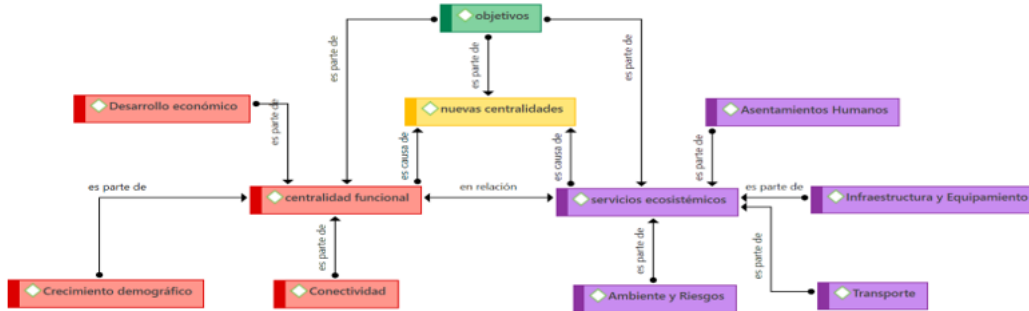 objetivos
es parte de
es parte de
es parte de
Desarrollo económico
es parte de
nuevas centralidades
Asentamientos Humanos
es causa de
es causa de
es parte de
es parte de
centralidad funcional
en relación
servicios ecosistémicos
es parte de
Infraestructura y Equipamiento
es parte de
es parte de
es parte de
Crecimiento demográfico
Conectividad
Ambiente y Riesgos
Transporte